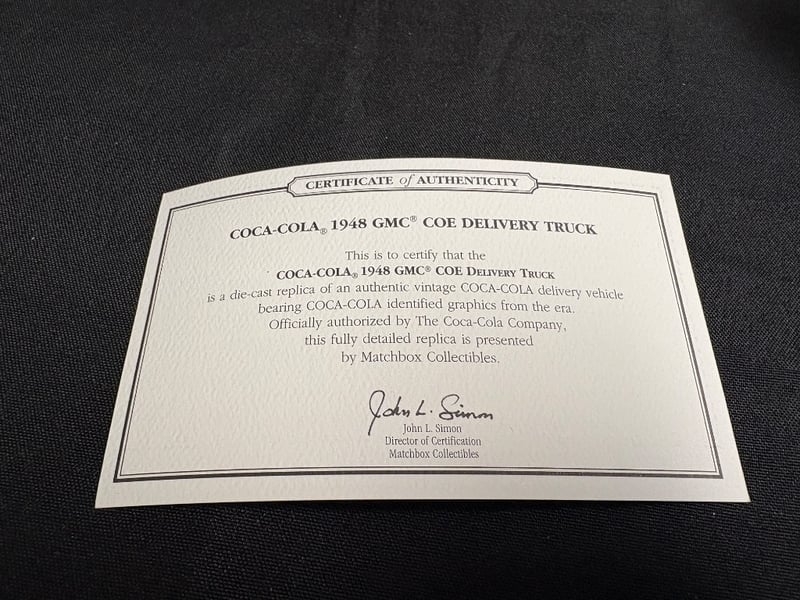 CERTIFICATE of AUTHENTICITY
COCA-COLA® 1948 GMC® COE DELIVERY TRUCK
This is to certify that the
COCA-COLA® 1948 GMC® COE DELIVERY TRUCK
is a die-cast replica of an authentic vintage COCA-COLA delivery vehicle
bearing COCA-COLA identified graphics from the era.
Officially authorized by The Coca-Cola Company,
this fully detailed replica is presented
by Matchbox Collectibles.
John L. Simon
John L. Simon
Director of Certification
Matchbox Collectibles